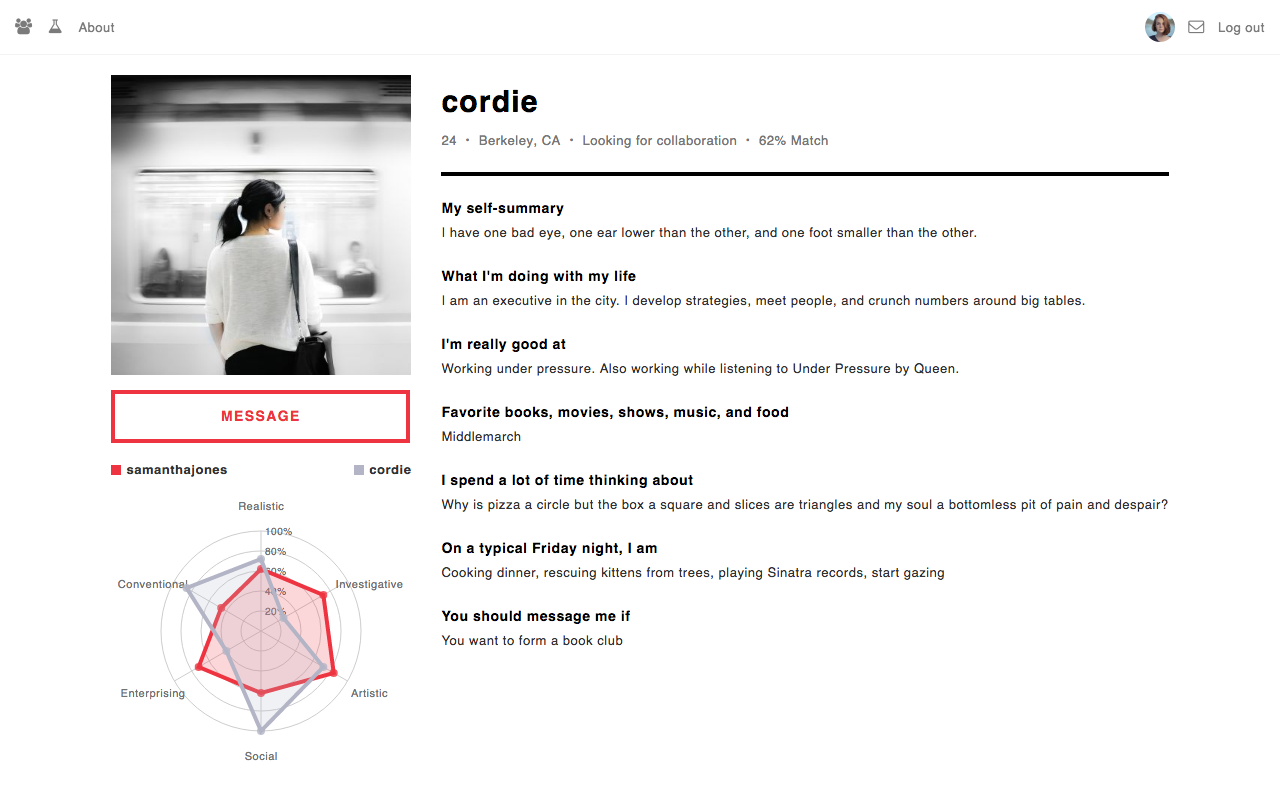 About
Log out
cordie
24 • Berkeley, CA • Looking for collaboration • 62% Match
My self-summary
I have one bad eye, one ear lower than the other, and one foot smaller than the other.
What I'm doing with my life
I am an executive in the city. I develop strategies, meet people, and crunch numbers around big tables.
I'm really good at
Working under pressure. Also working while listening to Under Pressure by Queen.
Favorite books, movies, shows, music, and food
Middlemarch
I spend a lot of time thinking about
Why is pizza a circle but the box a square and slices are triangles and my soul a bottomless pit of pain and despair?
On a typical Friday night, I am
Cooking dinner, rescuing kittens from trees, playing Sinatra records, start gazing
You should message me if
You want to form a book club
MESSAGE
samanthajones
cordie
Realistic
100%
80%
60%
40%
20%
Conventional
Investigative
Enterprising
Artistic
Social